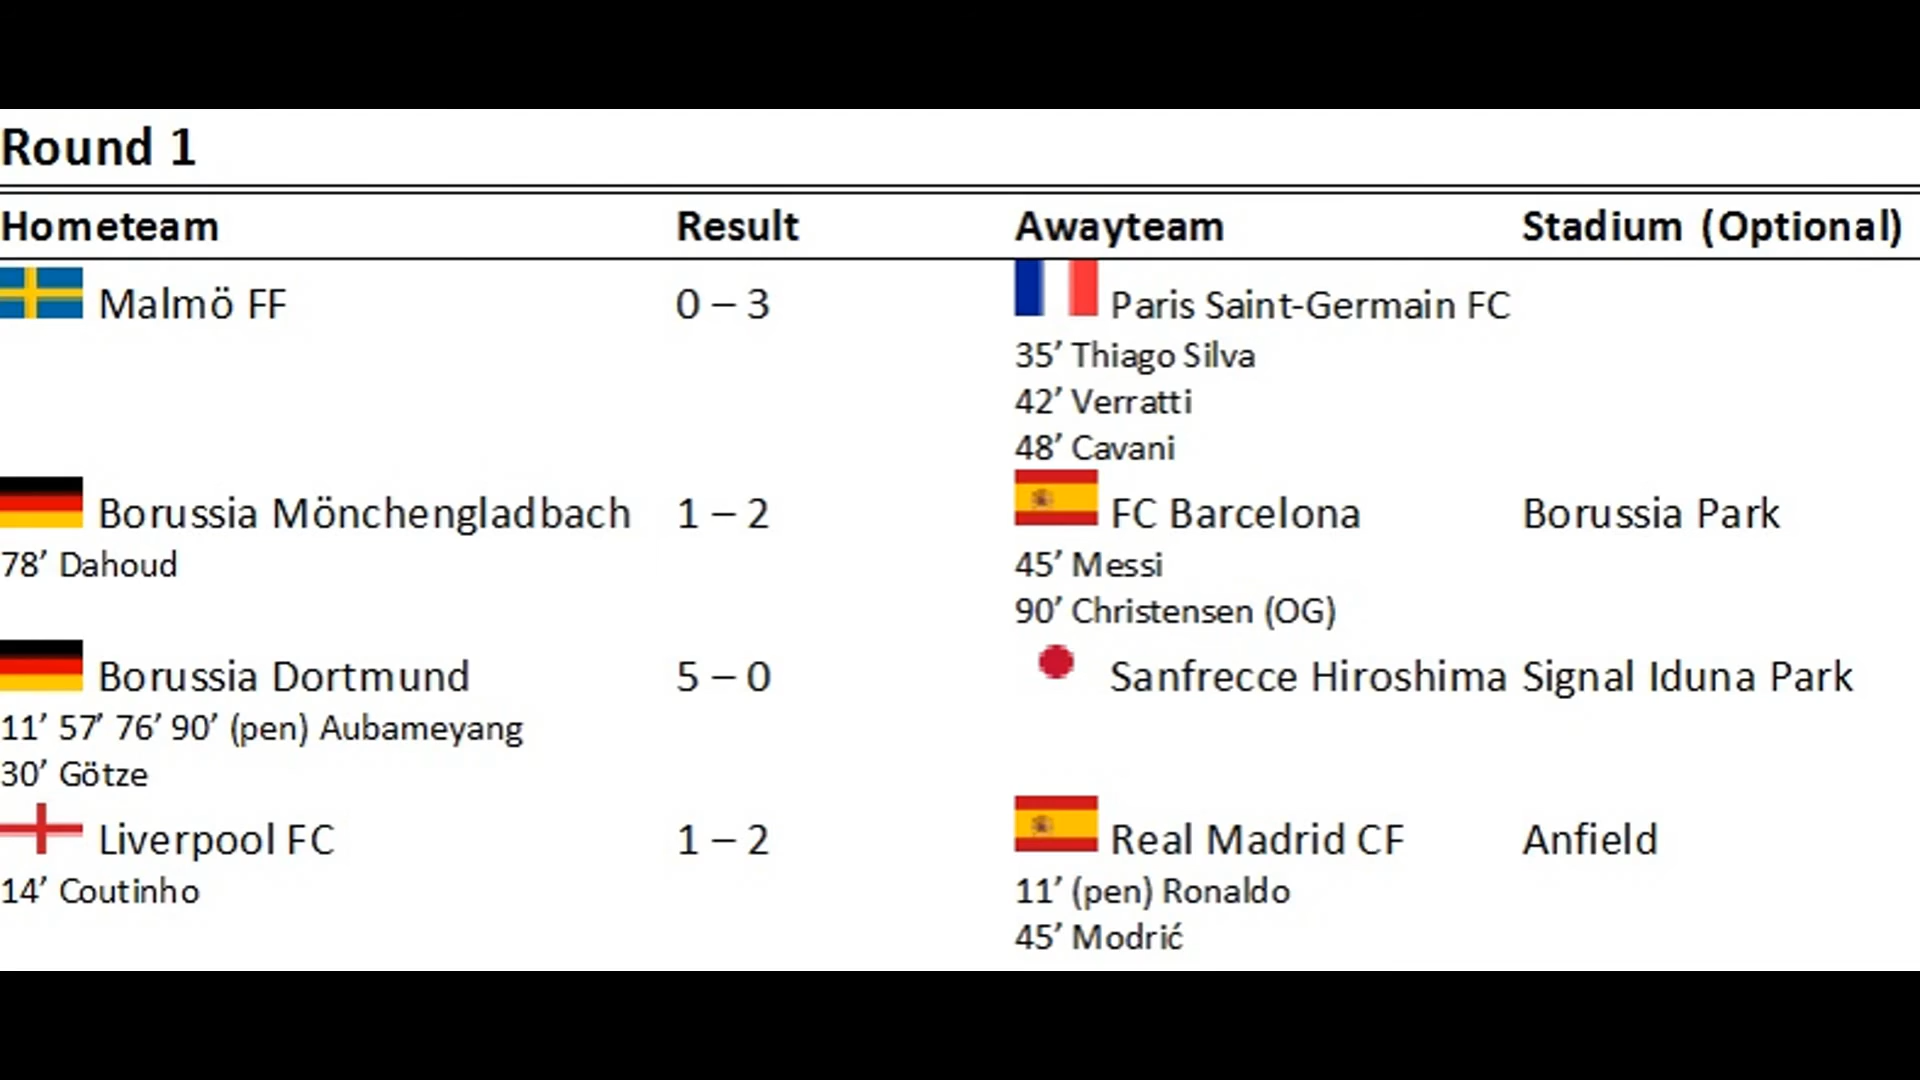 Round 1
Hometeam Result Awayteam Stadium (Optional)
Malmö FF 0 – 3 Paris Saint-Germain FC
35’ Thiago Silva
42’ Verratti
48’ Cavani
Borussia Mönchengladbach 1 – 2 FC Barcelona Borussia Park
78’ Dahoud 45’ Messi
90’ Christensen (OG)
Borussia Dortmund 5 – 0 Sanfrecce Hiroshima Signal Iduna Park
11’ 57’ 76’ 90’ (pen) Aubameyang
30’ Götze
Liverpool FC 1 – 2 Real Madrid CF Anfield
14’ Coutinho 11’ (pen) Ronaldo
45’ Modrić